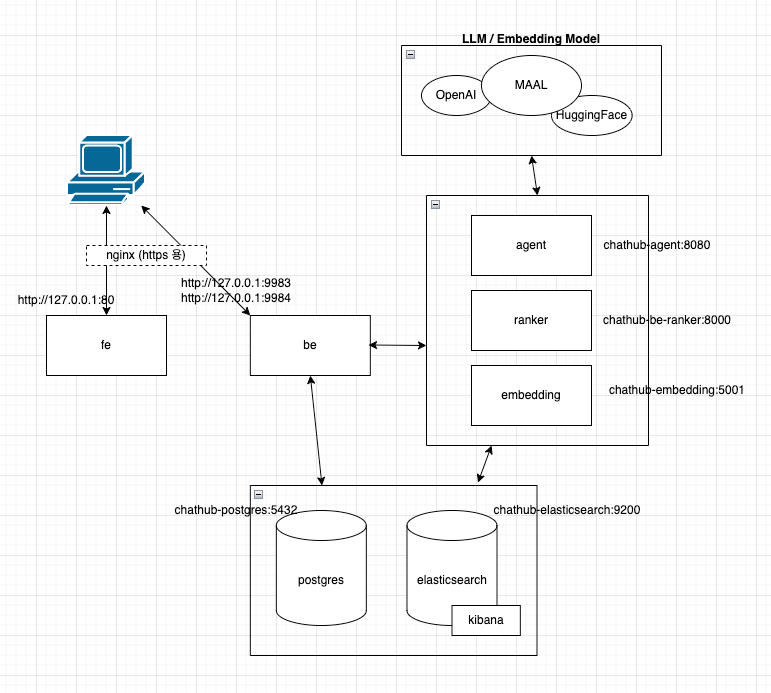 LLM / Embedding Model
OpenAI
MAAL
HuggingFace
agent
chathub-agent:8080
nginx (https 용)
http://127.0.0.1:80
http://127.0.0.1:9983
http://127.0.0.1:9984
ranker
chathub-be-ranker:8000
fe
be
embedding
chathub-embedding:5001
chathub-postgres:5432
chathub-elasticsearch:9200
postgres
elasticsearch
kibana